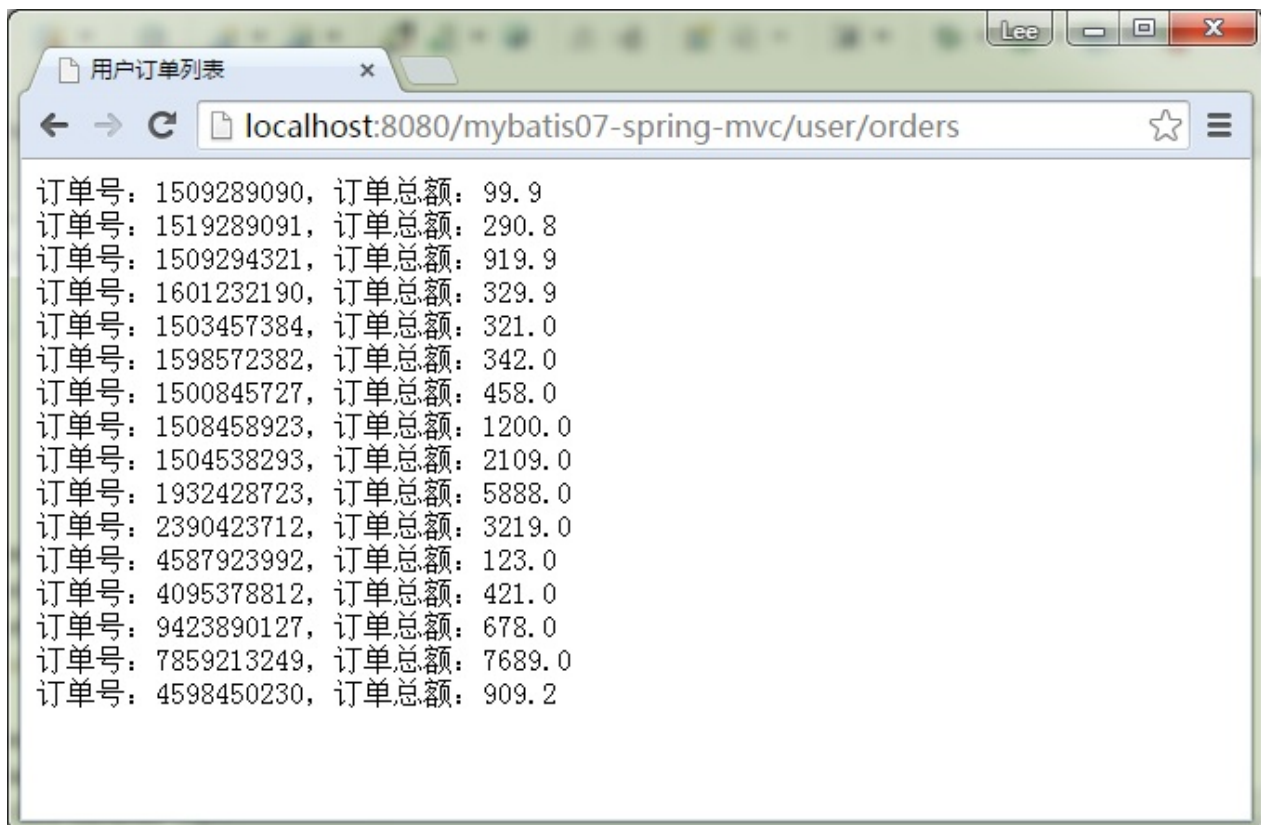 Lee
用户订单列表
localhost:8080/mybatis07-spring-mvc/user/orders
订单号：1509289090，订单总额：99.9
订单号：1519289091，订单总额：290.8
订单号：1509294321，订单总额：919.9
订单号：1601232190，订单总额：329.9
订单号：1503457384，订单总额：321.0
订单号：1598572382，订单总额：342.0
订单号：1500845727，订单总额：458.0
订单号：1508458923，订单总额：1200.0
订单号：1504538293，订单总额：2109.0
订单号：1932428723，订单总额：5888.0
订单号：2390423712，订单总额：3219.0
订单号：4587923992，订单总额：123.0
订单号：4095378812，订单总额：421.0
订单号：9423890127，订单总额：678.0
订单号：7859213249，订单总额：7689.0
订单号：4598450230，订单总额：909.2